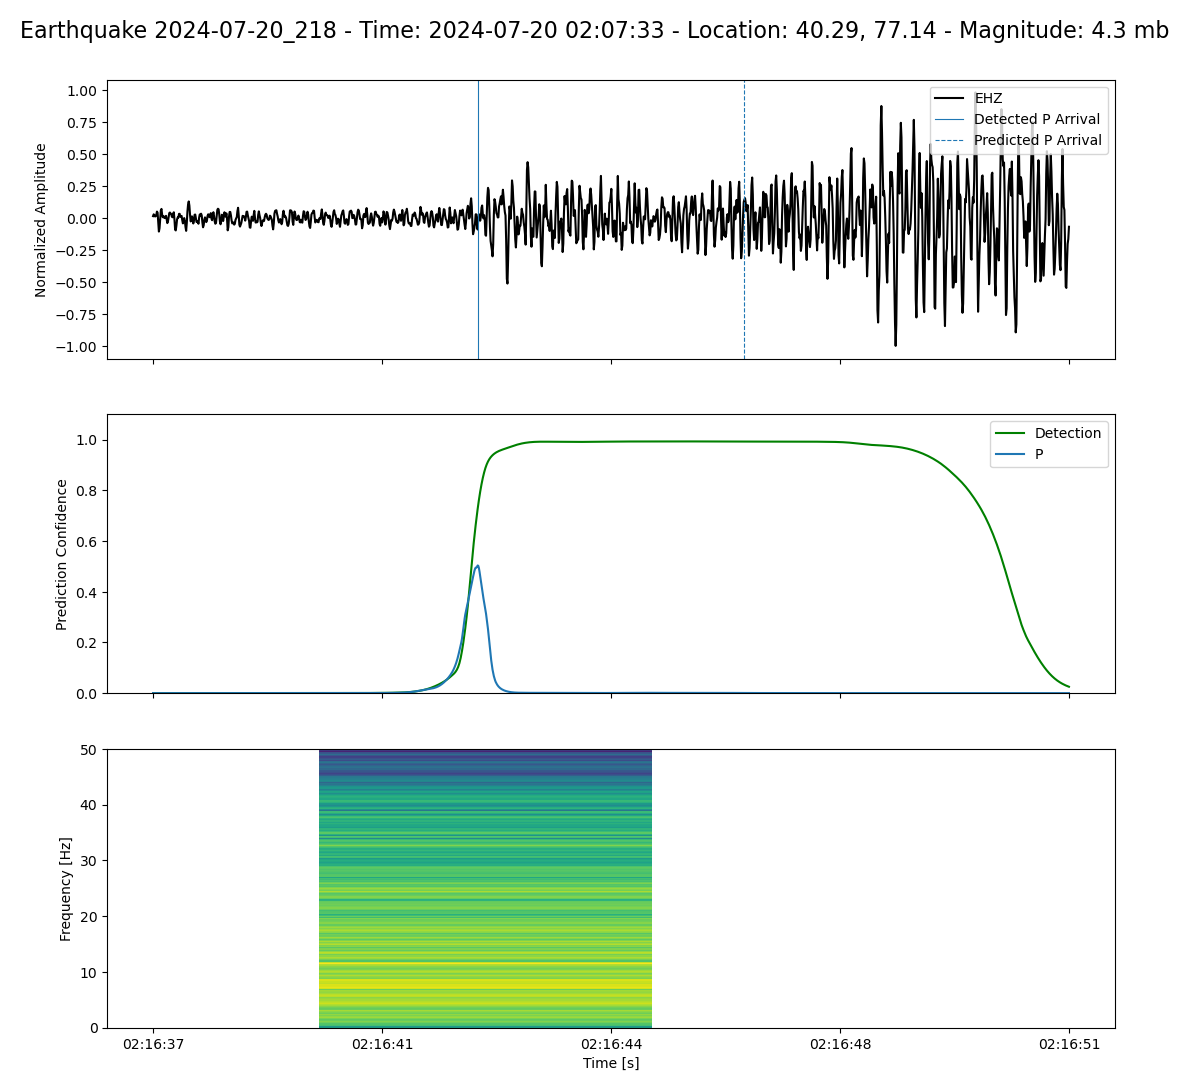 Earthquake 2024-07-20_218 - Time: 2024-07-20 02:07:33 - Location: 40.29, 77.14 - Magnitude: 4.3 mb
EHZ
Detected P Arrival
Predicted P Arrival
Normalized Amplitude
1.00
0.75
0.50
0.25
0.00
−0.25
−0.50
−0.75
−1.00
Detection
P
Prediction Confidence
1.0
0.8
0.6
0.4
0.2
0.0
Frequency [Hz]
50
40
30
20
10
0
02:16:37 02:16:41 02:16:44 02:16:48 02:16:51
Time [s]